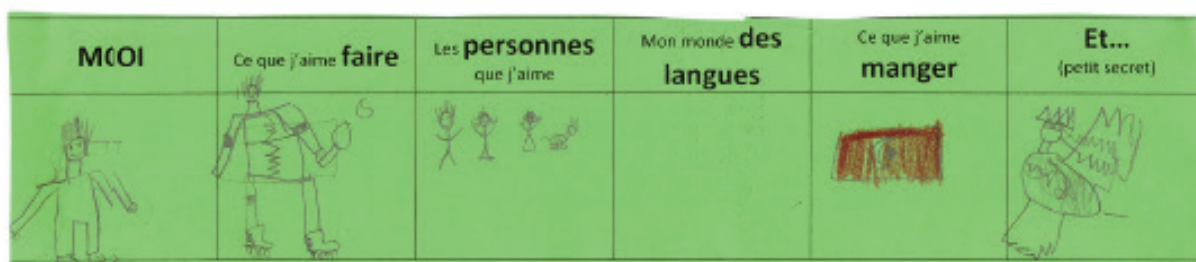 M(OI
Ce que j'aime faire
Les personnes
que j'aime
Mon monde des
langues
Ce que j'aime
manger
Et...
(petit secret)